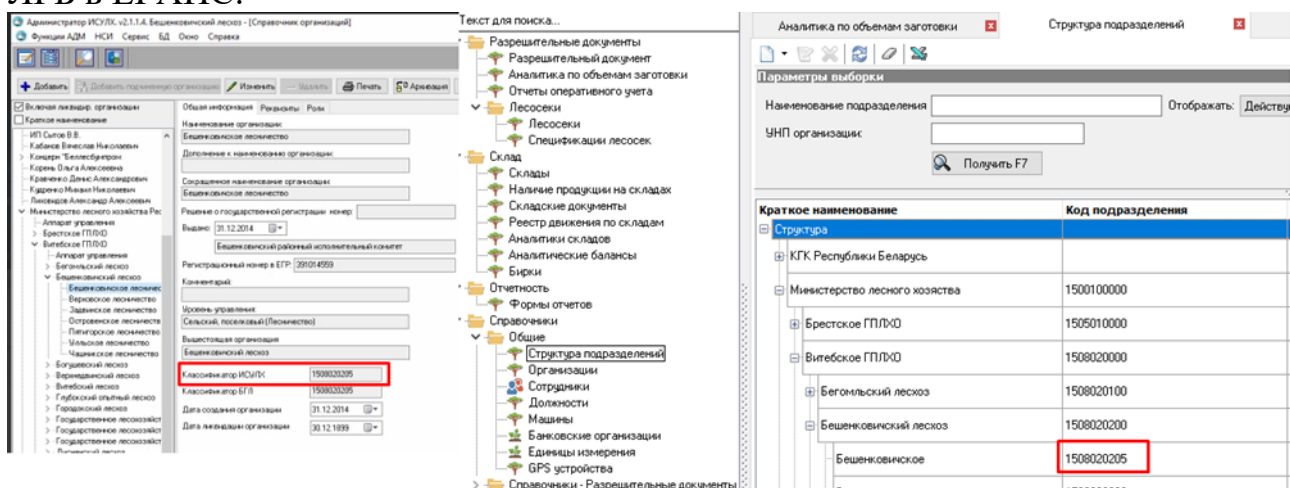 ЛРБ в ЕРАЙС.
Администратор ИСУЛХ. v2.1.1.4. Бешенковичский лесхоз - [Справочник организаций]
Функции АДМ НСИ Сервис БД Окно Справка
Добавить Добавить подчиненную организацию Изменить Удалить Печать Архивация
Включая ликвидир. организации
Краткое наименование
ИП Сытов В.В.
Кабанов Вячеслав Николаевич
Концерн "Беллесбумпром
Корень Ольга Алексеевна
Кравченко Денис Александрович
Кудренко Михаил Николаевич
Министерство лесного хозяйства Рес
Аппарат управления
Брестское ГПЛХО
Витебское ГПЛХО
Аппарат управления
Бегомльский лесхоз
Бешенковичский лесхоз
Бешенковичское лесничес
Верховское лесничество
Задвинское лесничество
Островенское лесничеств
Пятигорское лесничество
Уольское лесничество
Чашникское лесничество
Богушевский лесхоз
Верхнедвинский лесхоз
Витебский лесхоз
Глубокский опытный лесхоз
Городокский лесхоз
Государственное лесохозяйст
Государственное лесохозяйст
Государственное лесохозяйст
Общая информация Реквизиты Роли
Наименование организации:
Бешенковичское лесничество
Дополнение к наименованию организации:
Сокращенное наименование организации:
Бешенковичское лесничество
Решение о государственной регистрации номер:
Выдано: 31.12.2014
Бешенковичский районный исполнительный комитет
Регистрационный номер в ЕГР: 391014559
Комментарий:
Уровень управления:
Сельский, поселковый (Лесничество)
Вышестоящая организация
Бешенковичский лесхоз
Классификатор ИСУЛХ 1508020205
Классификатор БГЛ 1508020205
Дата создания организации 31.12.2014
Дата ликвидации организации 30.12.1899
Текст для поиска...
Разрешительные документы
Разрешительный документ
Аналитика по объемам заготовки
Отчеты оперативного учета
Лесосеки
Лесосеки
Спецификации лесосек
Склад
Склады
Наличие продукции на складах
Складские документы
Реестр движения по складам
Аналитики складов
Аналитические балансы
Бирки
Отчетность
Формы отчетов
Справочники
Общие
Структура подразделений
Организации
Сотрудники
Должности
Машины
Банковские организации
Единицы измерения
GPS устройства
Справочники - Разрешительные документы
Аналитика по объемам заготовки Структура подразделений
Параметры выборки
Наименование подразделения Отображать: Действу
УНП организации:
Получить F7
Краткое наименование Код подразделения
Структура
КГК Республики Беларусь
Министерство лесного хозяства 1500100000
Брестское ГПЛХО 1505010000
Витебское ГПЛХО 1508020000
Бегомльский лесхоз 1508020100
Бешенковичский лесхоз 1508020200
Бешенковичское 1508020205